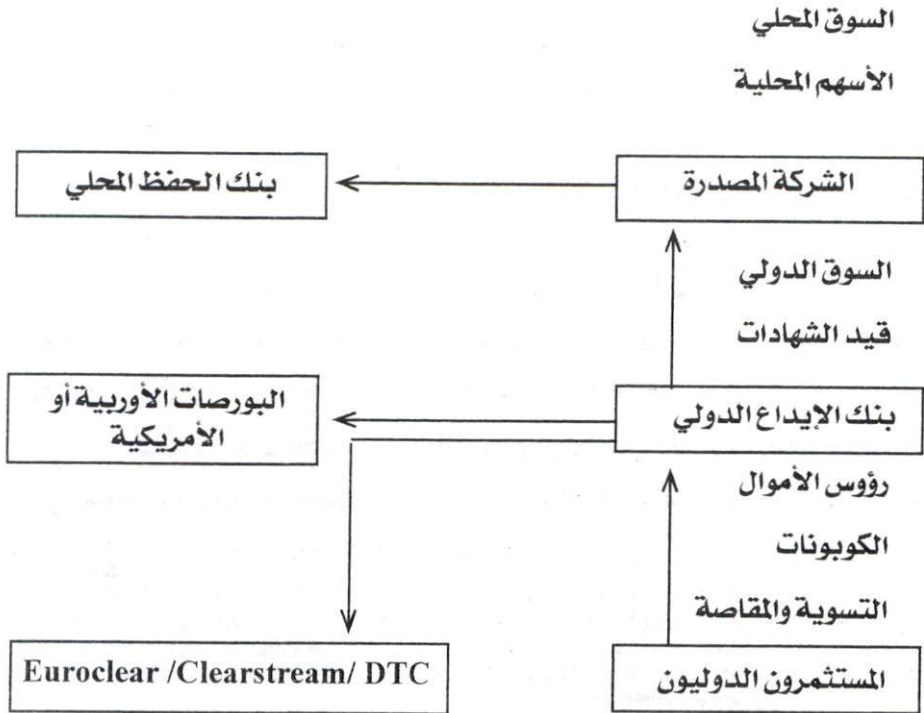 السوق المحلي
الأسهم المحلية
الشركة المصدرة
بنك الحفظ المحلي
السوق الدولي
قيد الشهادات
بنك الإيداع الدولي
البورصات الأوربية أو
الأمريكية
رؤوس الأموال
الكوبونات
التسوية والمقاصة
المستثمرون الدوليون
Euroclear /Clearstream/ DTC